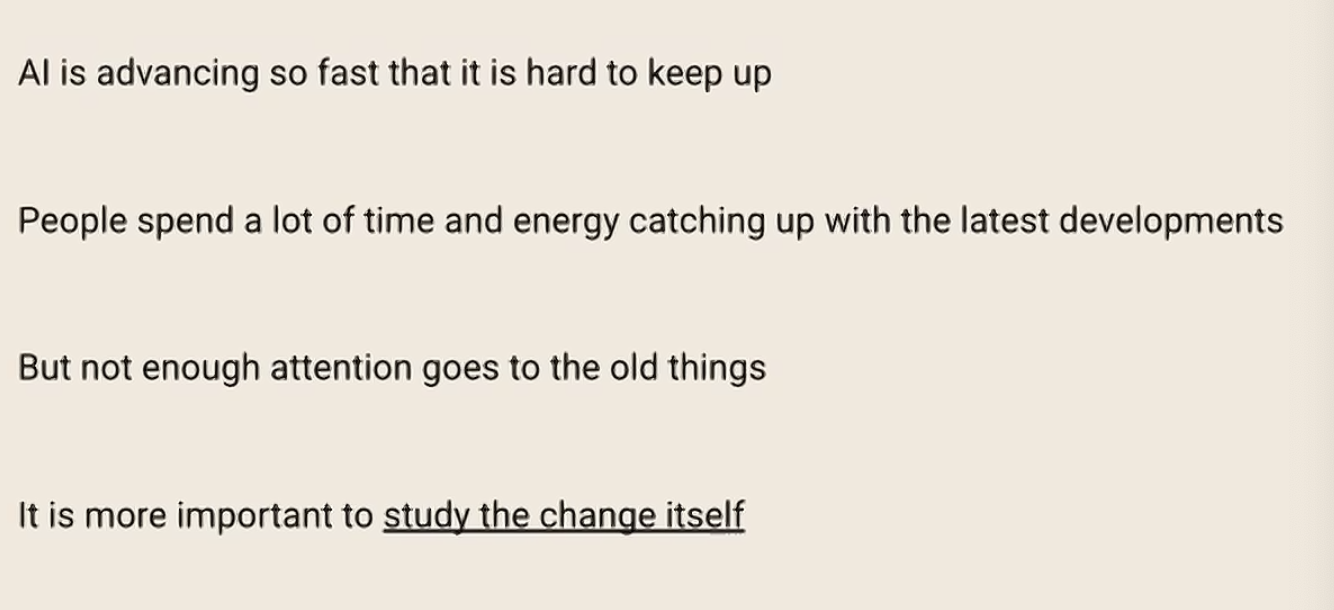 AI is advancing so fast that it is hard to keep up
People spend a lot of time and energy catching up with the latest developments
But not enough attention goes to the old things
It is more important to study the change itself